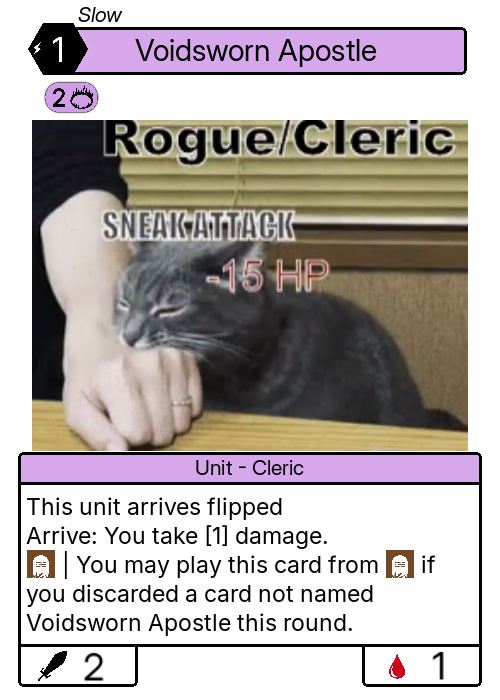 Slow
1 Voidsworn Apostle
2
Rogue/Cleric
SNEAK ATTACK
-15 HP
Unit - Cleric
This unit arrives flipped
Arrive: You take [1] damage.
| You may play this card from if
you discarded a card not named
Voidsworn Apostle this round.
2 1